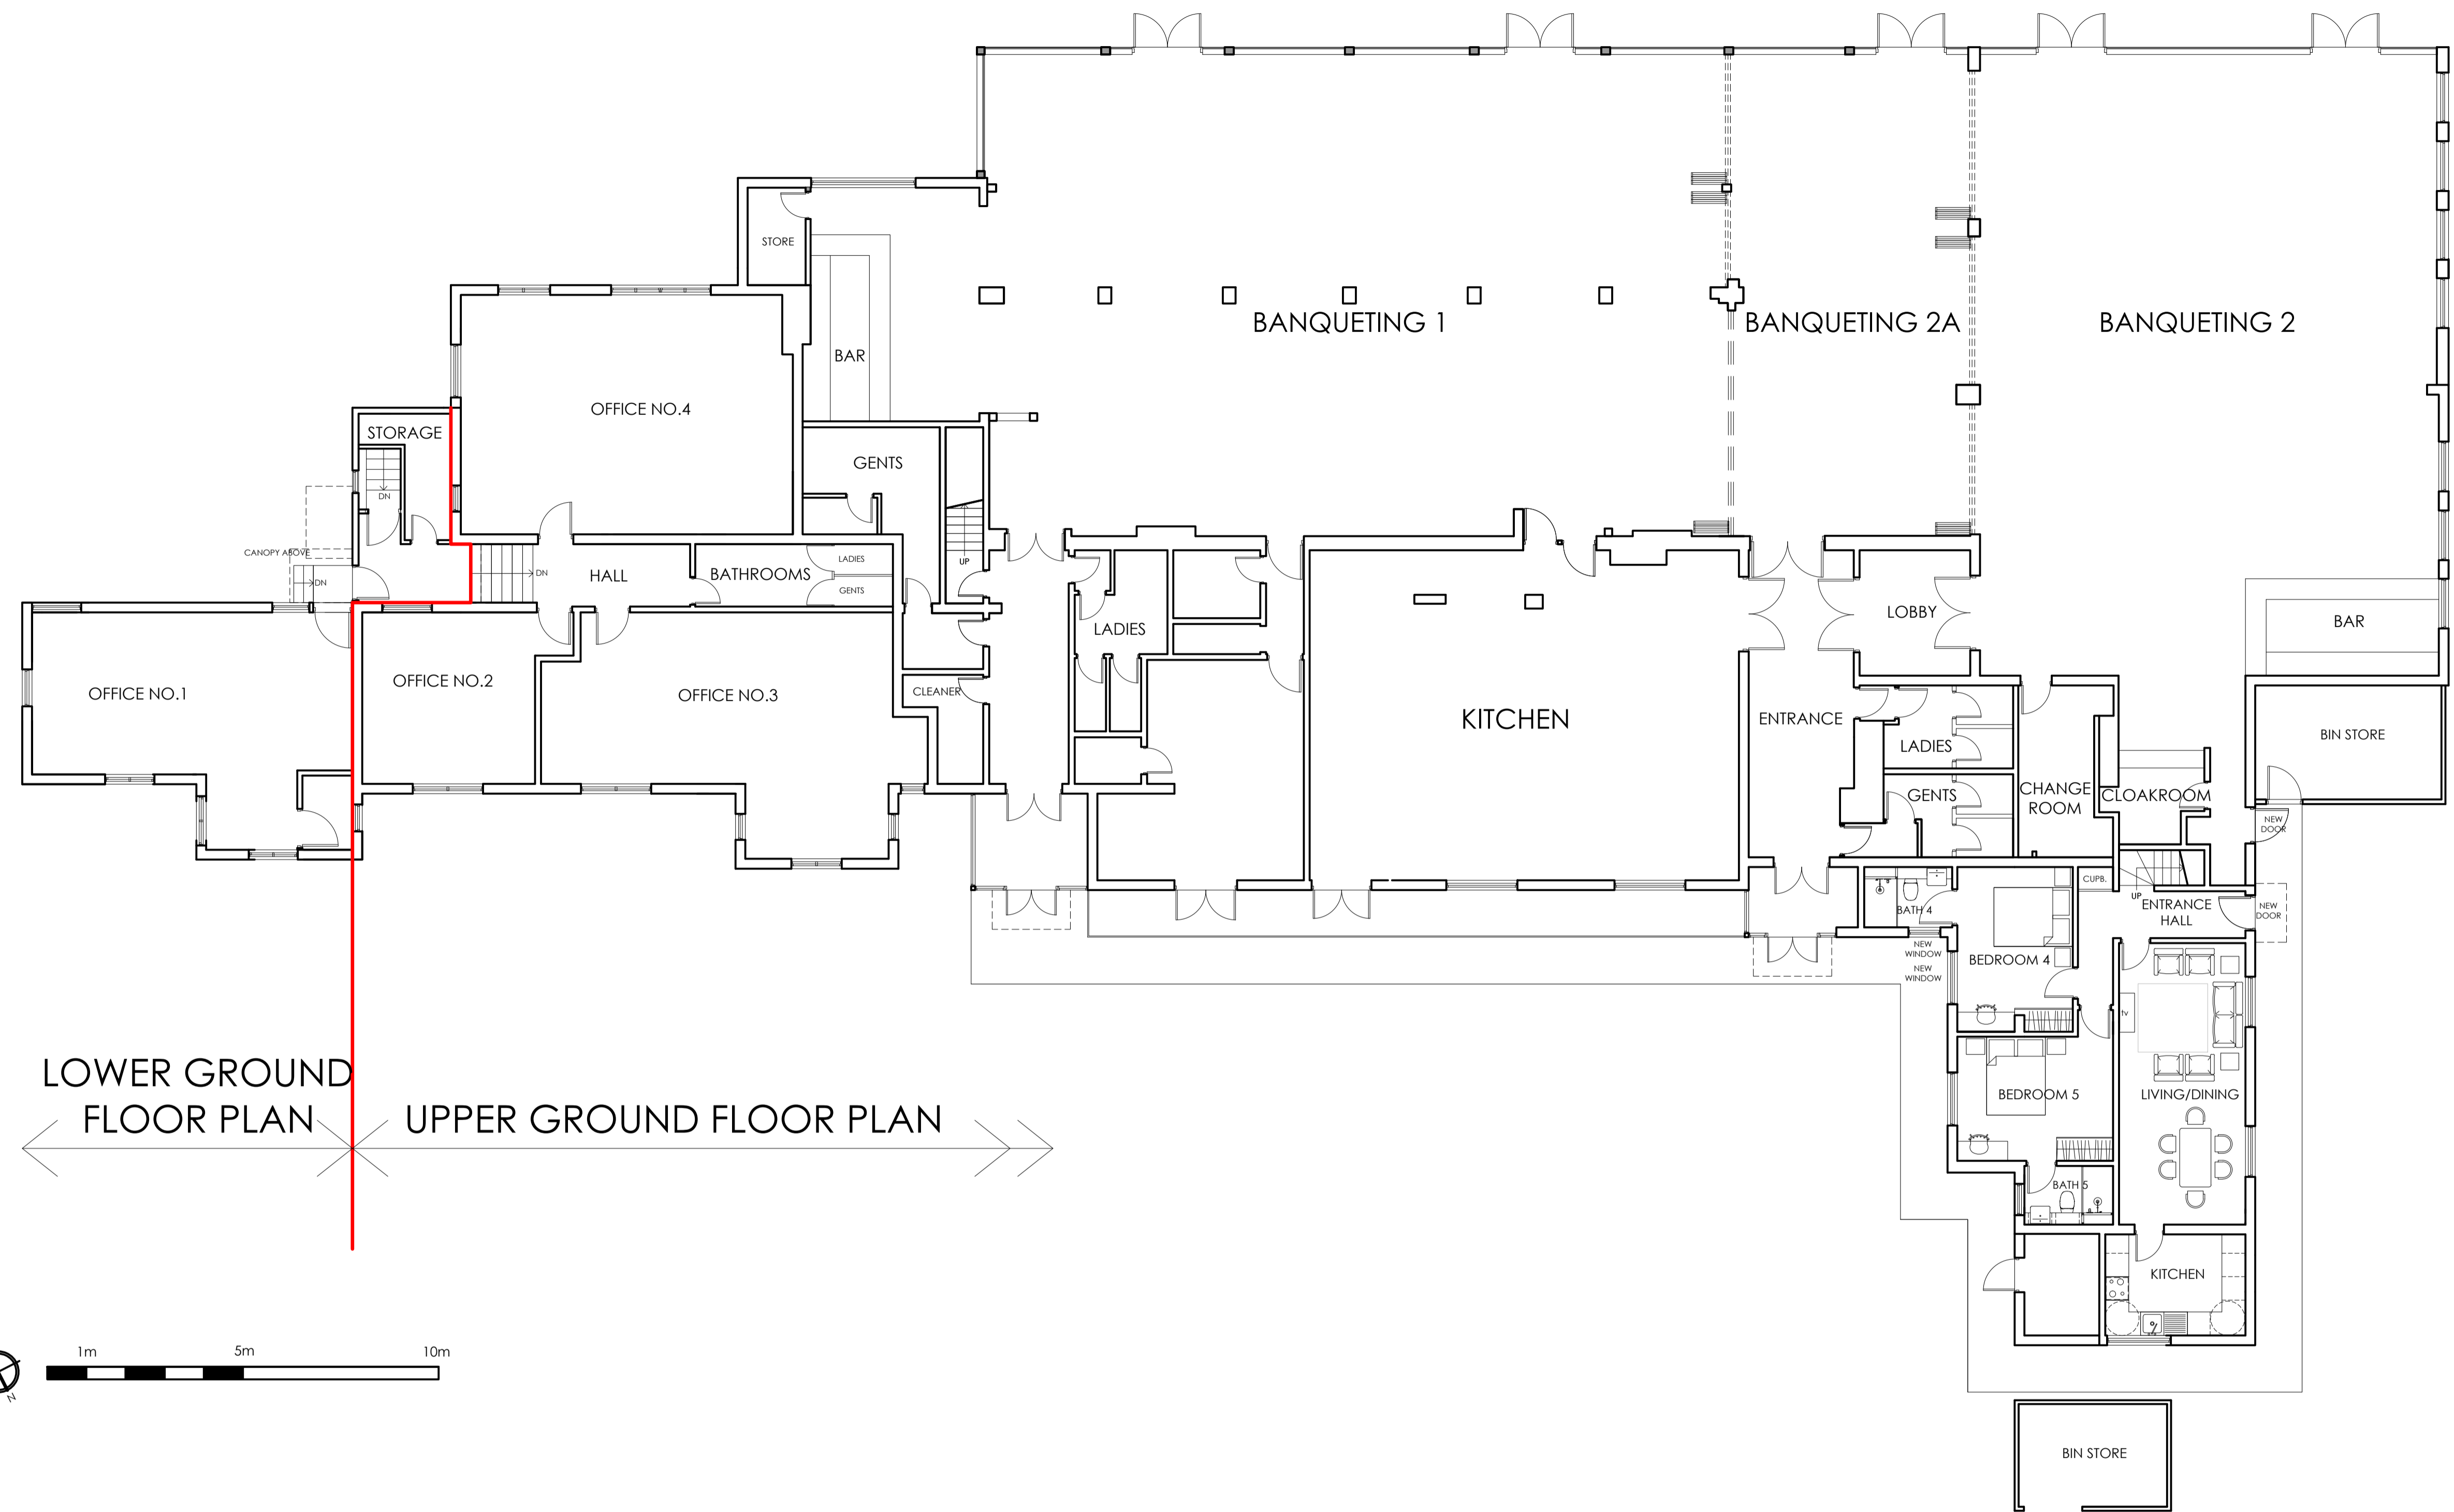 STORE
BANQUETING 1
BANQUETING 2A
BANQUETING 2
BAR
OFFICE NO.4
STORAGE
GENTS
DN
CANOPY ABOVE
DN
DN
HALL
BATHROOMS
LADIES
GENTS
UP
LADIES
LOBBY
BAR
OFFICE NO.1
OFFICE NO.2
OFFICE NO.3
CLEANER
KITCHEN
ENTRANCE
LADIES
GENTS
CHANGE
ROOM
CLOAKROOM
BIN STORE
NEW
DOOR
CUPB.
BATH 4
UP
ENTRANCE
HALL
NEW
DOOR
NEW
WINDOW
NEW
WINDOW
BEDROOM 4
tv
BEDROOM 5
LIVING/DINING
BATH 5
KITCHEN
LOWER GROUND
FLOOR PLAN
UPPER GROUND FLOOR PLAN
1m
5m
10m
N
BIN STORE